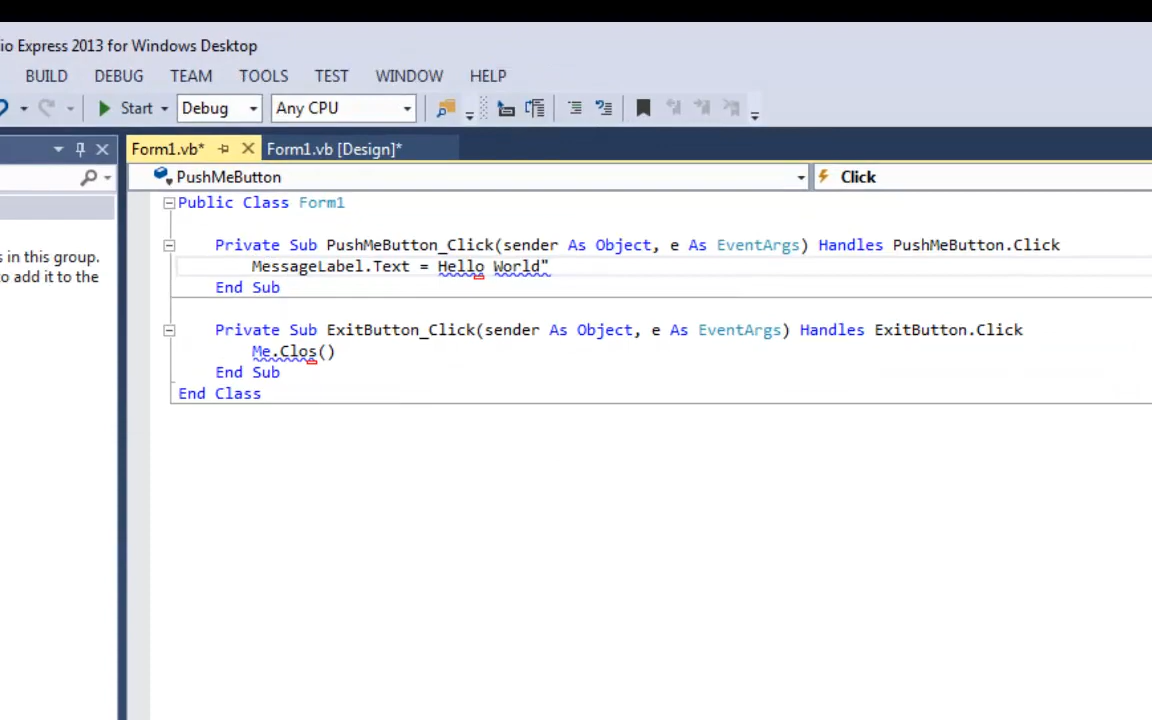 io Express 2013 for Windows Desktop
BUILD DEBUG TEAM TOOLS TEST WINDOW HELP
Start Debug Any CPU
Form1.vb* Form1.vb [Design]*
PushMeButton Click
Public Class Form1
Private Sub PushMeButton_Click(sender As Object, e As EventArgs) Handles PushMeButton.Click
s in this group.
MessageLabel.Text = Hello World"
to add it to the
End Sub
Private Sub ExitButton_Click(sender As Object, e As EventArgs) Handles ExitButton.Click
Me.Clos()
End Sub
End Class